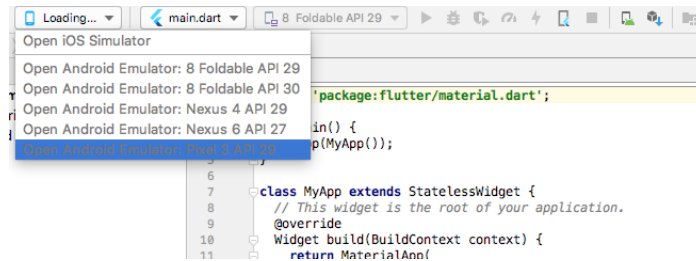 Loading...
main.dart
8 Foldable API 29
Open iOS Simulator
Open Android Emulator: 8 Foldable API 29
Open Android Emulator: 8 Foldable API 30
Open Android Emulator: Nexus 4 API 29
Open Android Emulator: Nexus 6 API 27
Open Android Emulator: Pixel 3 API 29
'package:flutter/material.dart';
in() {
p(MyApp());
5 }
6
7 class MyApp extends StatelessWidget {
8 // This widget is the root of your application.
9 @override
10 Widget build(BuildContext context) {
11 return MaterialApp(